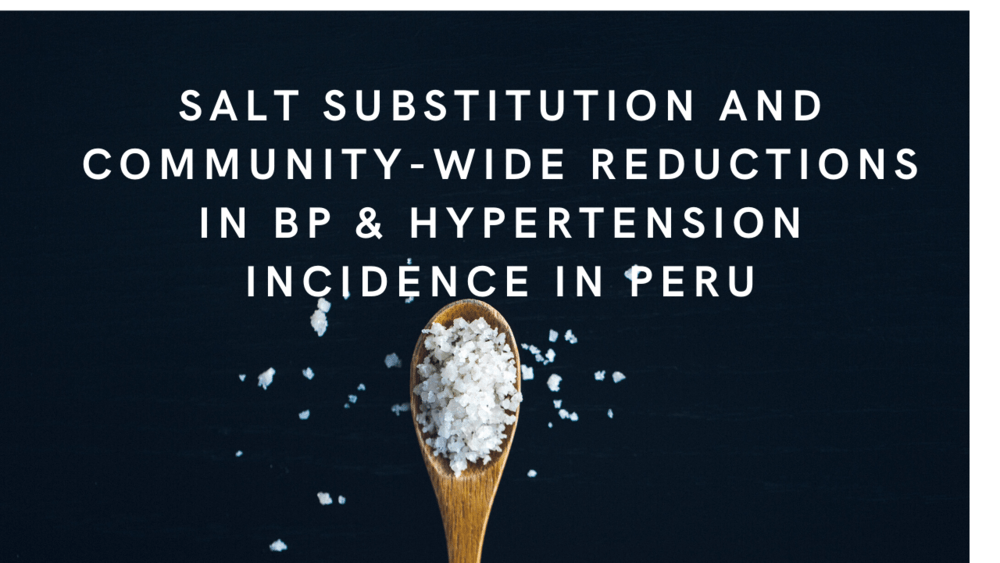 SALT SUBSTITUTION AND
COMMUNITY-WIDE REDUCTIONS
IN BP & HYPERTENSION
INCIDENCE IN PERU